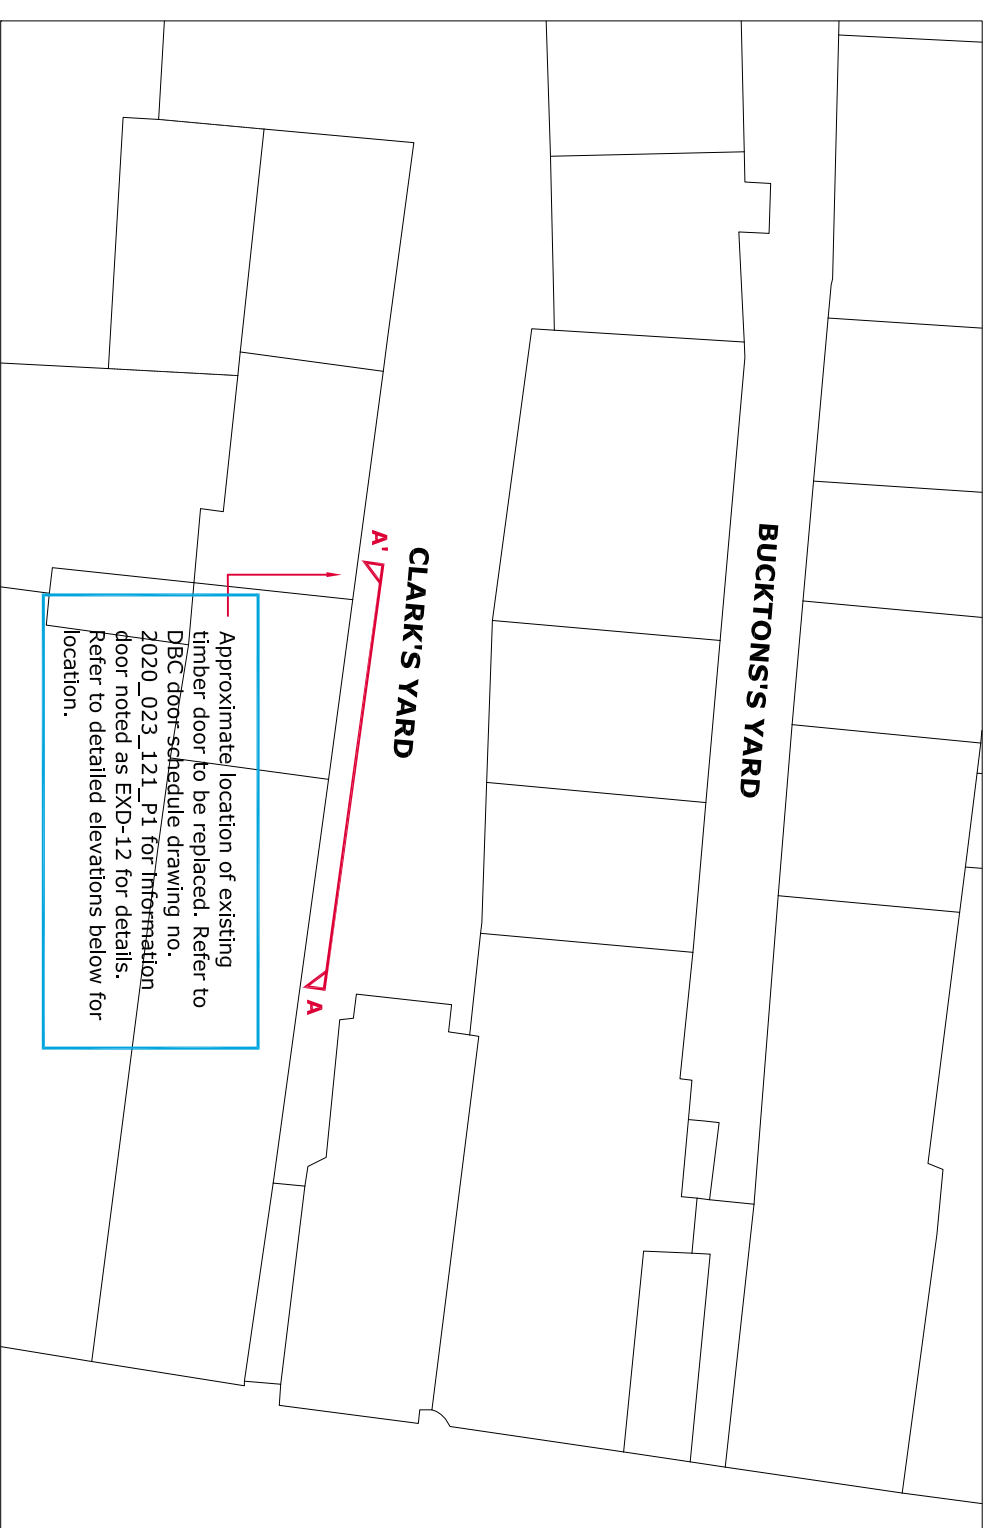 BUCKTONS'S YARD
CLARK'S YARD
A'
A
Approximate location of existing
timber door to be replaced. Refer to
DBC door schedule drawing no.
2020_023_121_P1 for information
door noted as EXD-12 for details.
Refer to detailed elevations below for
location.